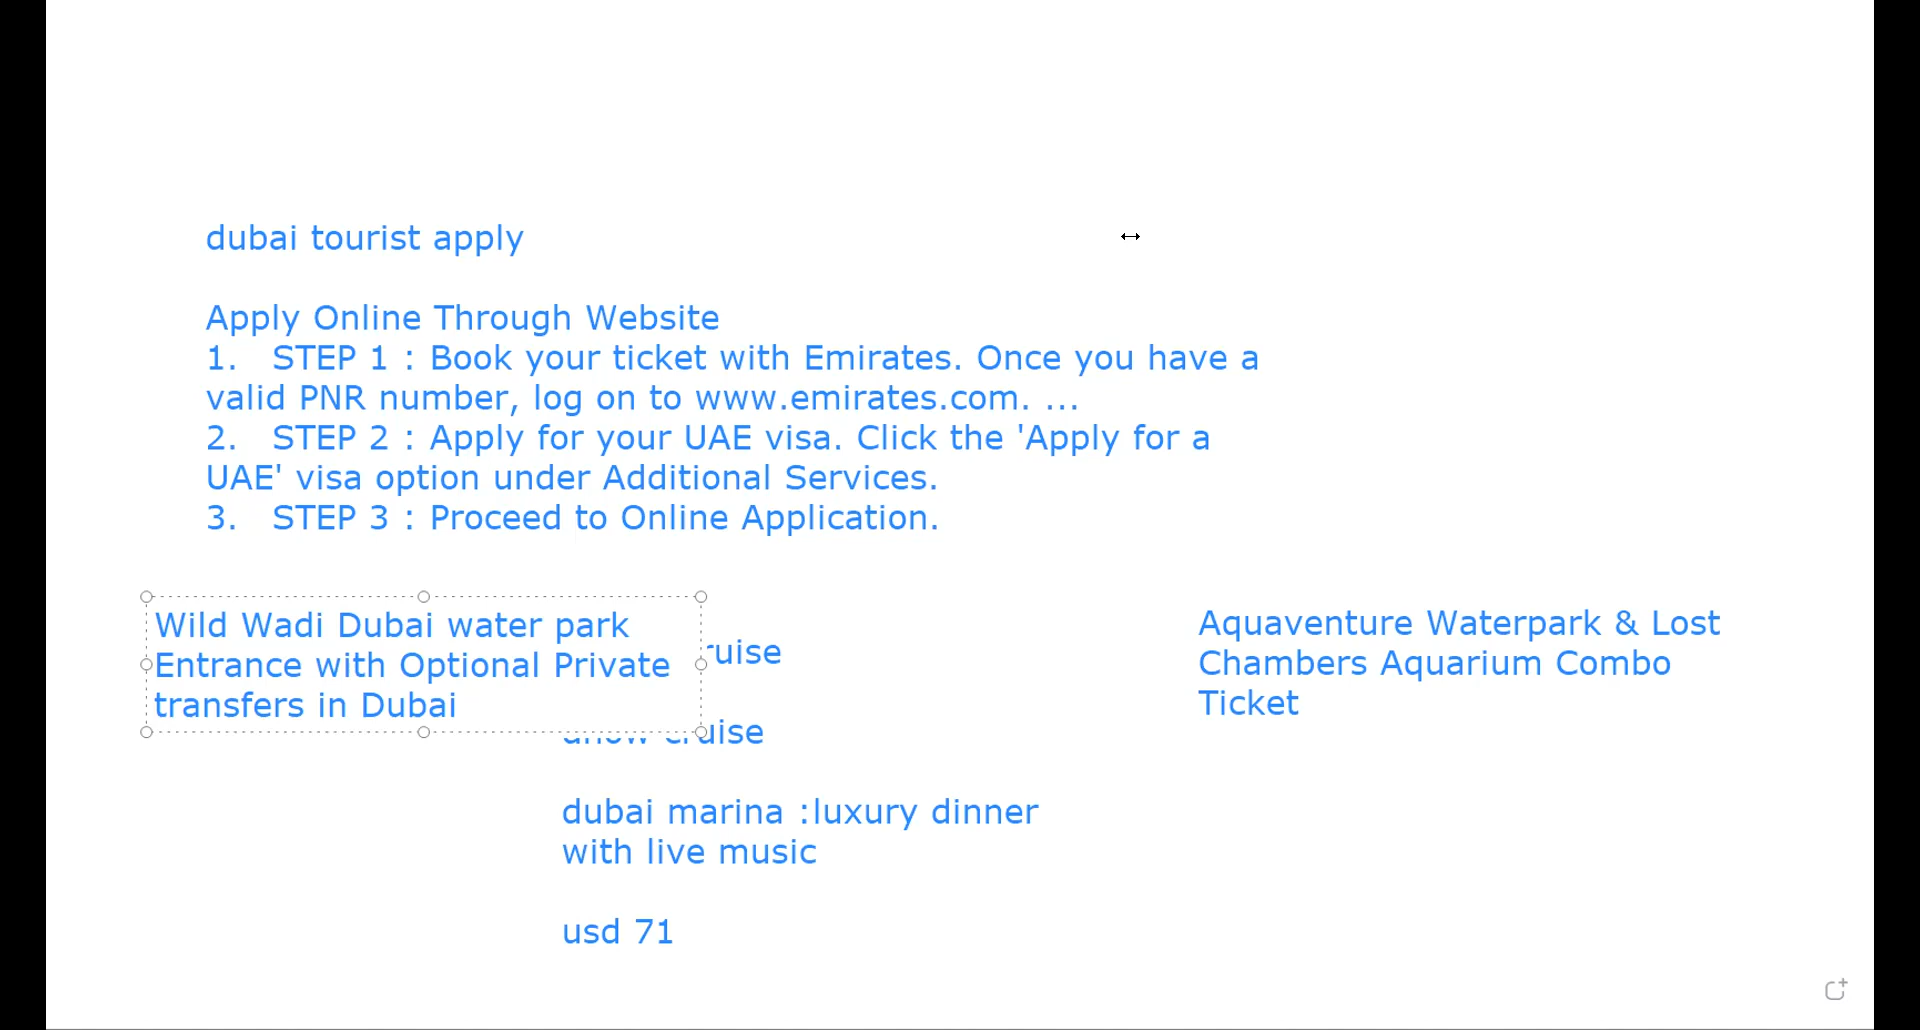 dubai tourist apply
Apply Online Through Website
1. STEP 1 : Book your ticket with Emirates. Once you have a
valid PNR number, log on to www.emirates.com. ...
2. STEP 2 : Apply for your UAE visa. Click the 'Apply for a
UAE' visa option under Additional Services.
3. STEP 3 : Proceed to Online Application.
Wild Wadi Dubai water park
Entrance with Optional Private
transfers in Dubai
cruise
dhow cruise
dubai marina :luxury dinner
with live music
usd 71
Aquaventure Waterpark & Lost
Chambers Aquarium Combo
Ticket